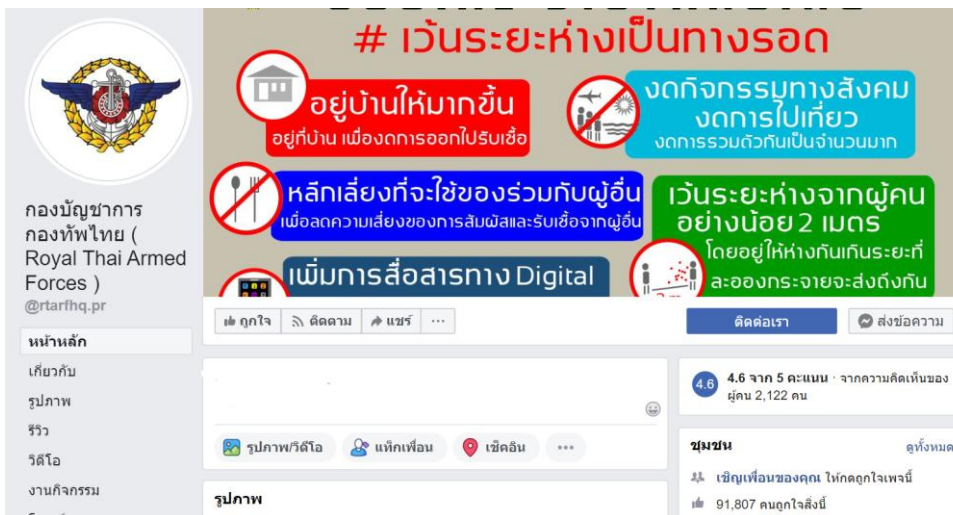 # เว้นระยะห่างเป็นทางรอด
อยู่บ้านให้มากขึ้น
อยู่ที่บ้าน เพื่องดการออกไปรับเชื้อ
งดกิจกรรมทางสังคม
งดการไปเที่ยว
งดการรวมตัวกันเป็นจำนวนมาก
หลีกเลี่ยงที่จะใช้ของร่วมกับผู้อื่น
เพื่อลดความเสี่ยงของการสัมผัสและรับเชื้อจากผู้อื่น
เว้นระยะห่างจากผู้คน
อย่างน้อย 2 เมตร
โดยอยู่ให้ห่างกันเกินระยะที่
ละอองกระจายจะส่งถึงกัน
เพิ่มการสื่อสารทาง Digital
กองบัญชาการ
กองทัพไทย (
Royal Thai Armed
Forces )
@rtarfhq.pr
หน้าหลัก
เกี่ยวกับ
รูปภาพ
รีวิว
วิดีโอ
งานกิจกรรม
ถูกใจ ติดตาม แชร์ ...
ติดต่อเรา ส่งข้อความ
รูปภาพ/วิดีโอ แท็กเพื่อน เช็คอิน ...
รูปภาพ
4.6 4.6 จาก 5 คะแนน · จากความคิดเห็นของ
ผู้คน 2,122 คน
ชุมชน ดูทั้งหมด
เชิญเพื่อนของคุณ ให้กดถูกใจเพจนี้
91,807 คนถูกใจสิ่งนี้